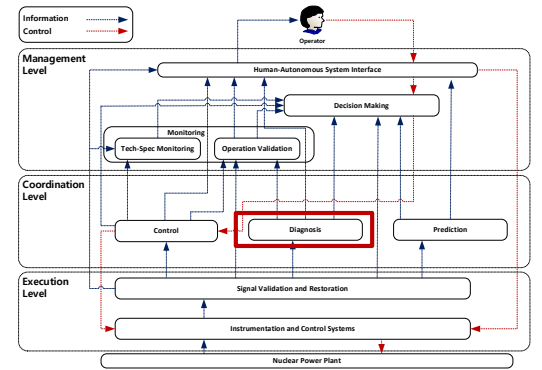 Information
Control
Operator
Management
Level
Human-Autonomous System Interface
Decision Making
Monitoring
Tech-Spec Monitoring
Operation Validation
Coordination
Level
Control
Diagnosis
Prediction
Execution
Level
Signal Validation and Restoration
Instrumentation and Control Systems
Nuclear Power Plant